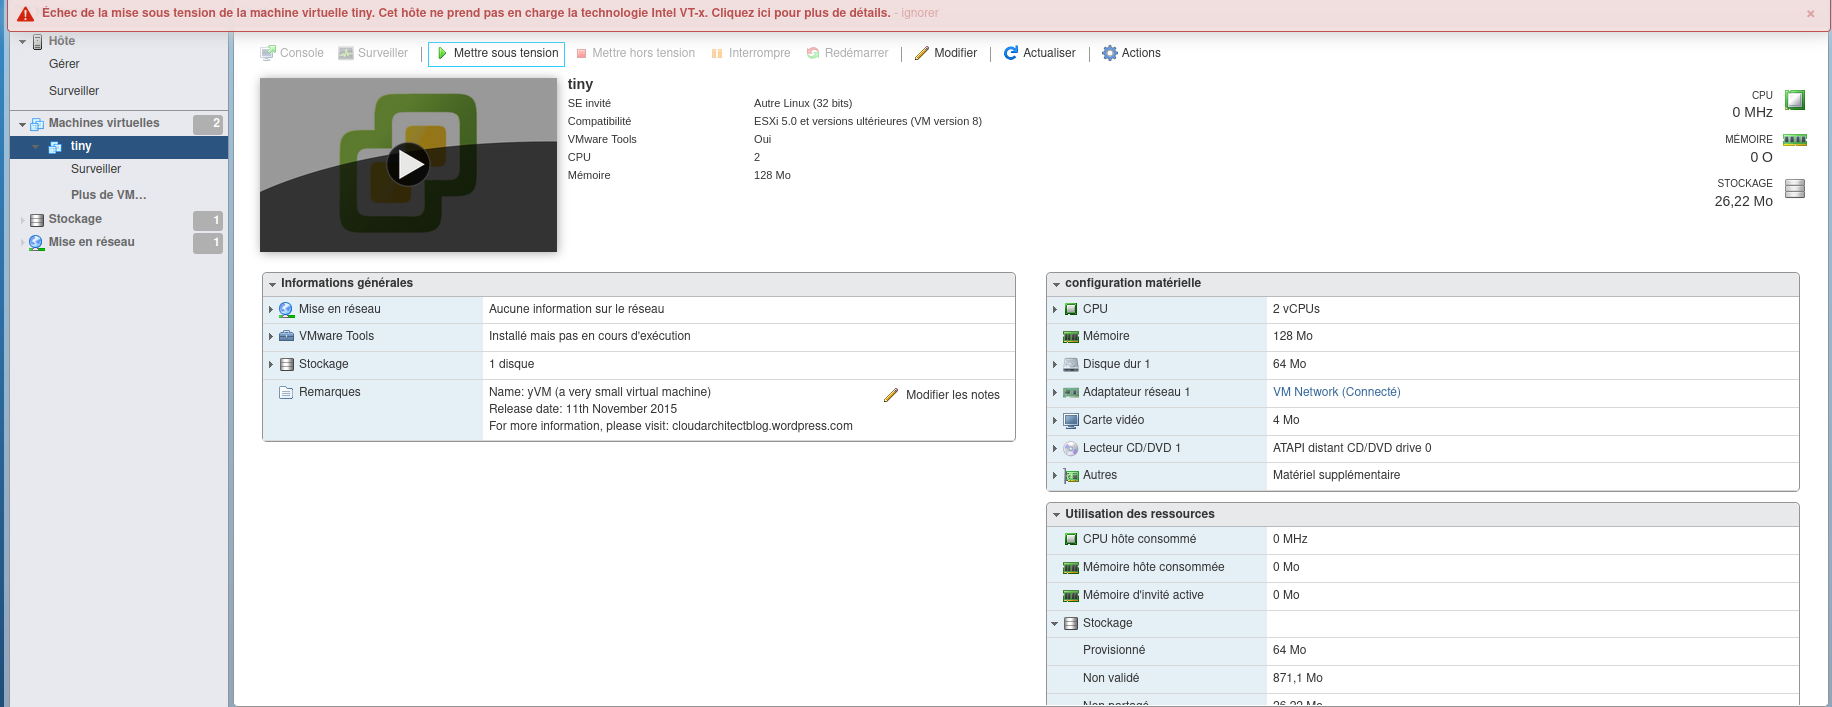 Échec de la mise sous tension de la machine virtuelle tiny. Cet hôte ne prend pas en charge la technologie Intel VT-x. Cliquez ici pour plus de détails. - ignorer ×
Hôte
Gérer
Surveiller
Machines virtuelles 2
tiny
Surveiller
Plus de VM...
Stockage 1
Mise en réseau 1
Console Surveiller Mettre sous tension Mettre hors tension Interrompre Redémarrer Modifier Actualiser Actions
tiny
SE invité Autre Linux (32 bits)
Compatibilité ESXi 5.0 et versions ultérieures (VM version 8)
VMware Tools Oui
CPU 2
Mémoire 128 Mo
CPU
0 MHz
MÉMOIRE
0 O
STOCKAGE
26,22 Mo
Informations générales
Mise en réseau Aucune information sur le réseau
VMware Tools Installé mais pas en cours d'exécution
Stockage 1 disque
Remarques Name: yVM (a very small virtual machine)
Release date: 11th November 2015
For more information, please visit: cloudarchitectblog.wordpress.com
Modifier les notes
configuration matérielle
CPU 2 vCPUs
Mémoire 128 Mo
Disque dur 1 64 Mo
Adaptateur réseau 1 VM Network (Connecté)
Carte vidéo 4 Mo
Lecteur CD/DVD 1 ATAPI distant CD/DVD drive 0
Autres Matériel supplémentaire
Utilisation des ressources
CPU hôte consommé 0 MHz
Mémoire hôte consommée 0 Mo
Mémoire d'invité active 0 Mo
Stockage
Provisionné 64 Mo
Non validé 871,1 Mo
Non partagé 26,22 Mo